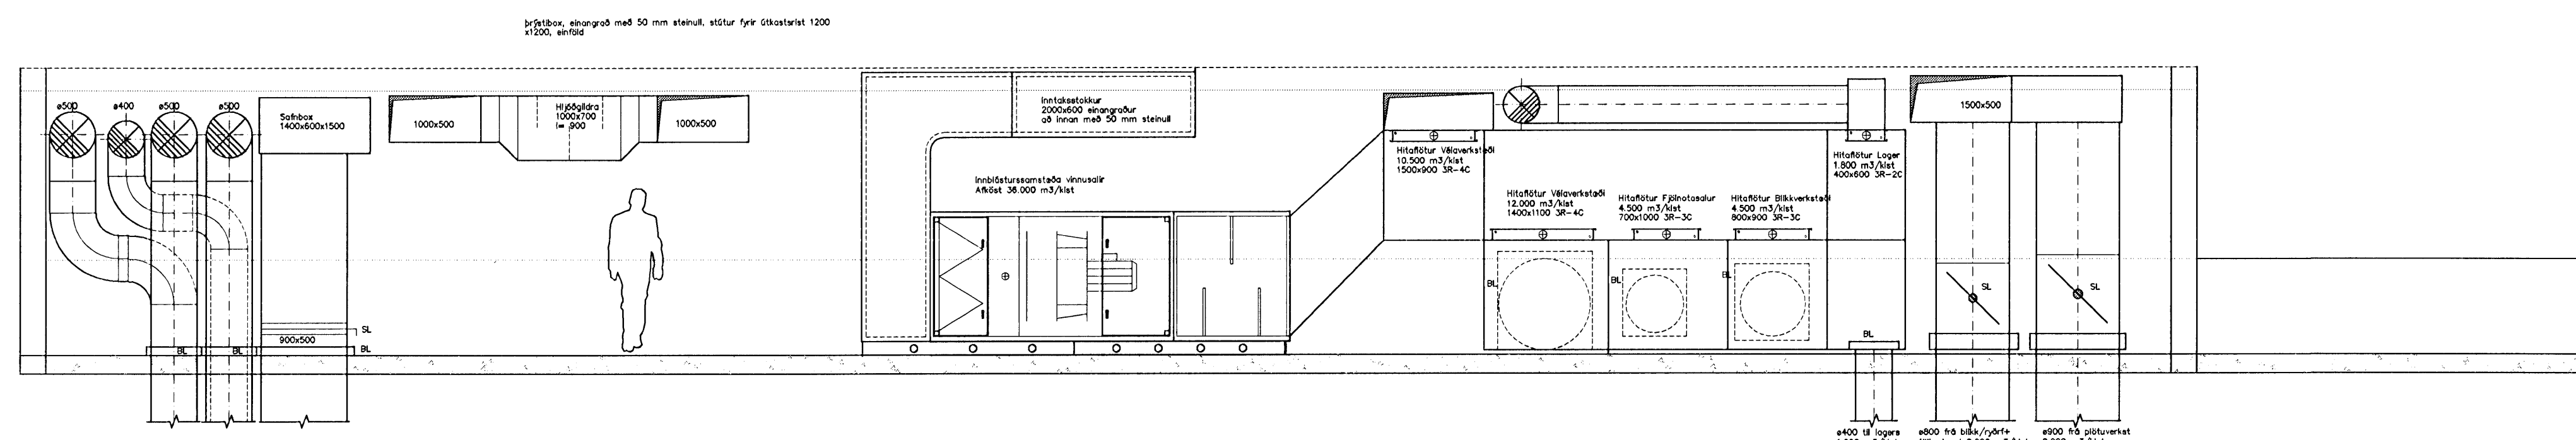 þrýstibox, einangrað með 50 mm steinull, stútur fyrir útkastsrist 1200
x1200, einföld
ø500
ø400
ø500
ø500
Safnbox
1400x600x1500
1000x500
Hljóðgildra
1000x700
l= 900
1000x500
Inntaksstokkur
2000x600 einangraður
að innan með 50 mm steinull
1500x500
Hitaflötur Vélaverkstæði
10.500 m3/klst
1500x900 3R-4C
Hitaflötur Lager
1.800 m3/klst
400x600 3R-2C
Innblásturssamstæða vinnusalir
Afköst 36.000 m3/klst
Hitaflötur Vélaverkstæði
12.000 m3/klst
1400x1100 3R-4C
Hitaflötur Fjölnotasalur
4.500 m3/klst
700x1000 3R-3C
Hitaflötur Blikkverkstæði
4.500 m3/klst
800x900 3R-3C
BL
BL
BL
SL
SL
SL
900x500
BL
BL
BL
BL
ø400 til lagers
ø800 frá blikk/ryðrf+
ø900 frá plötuverkst